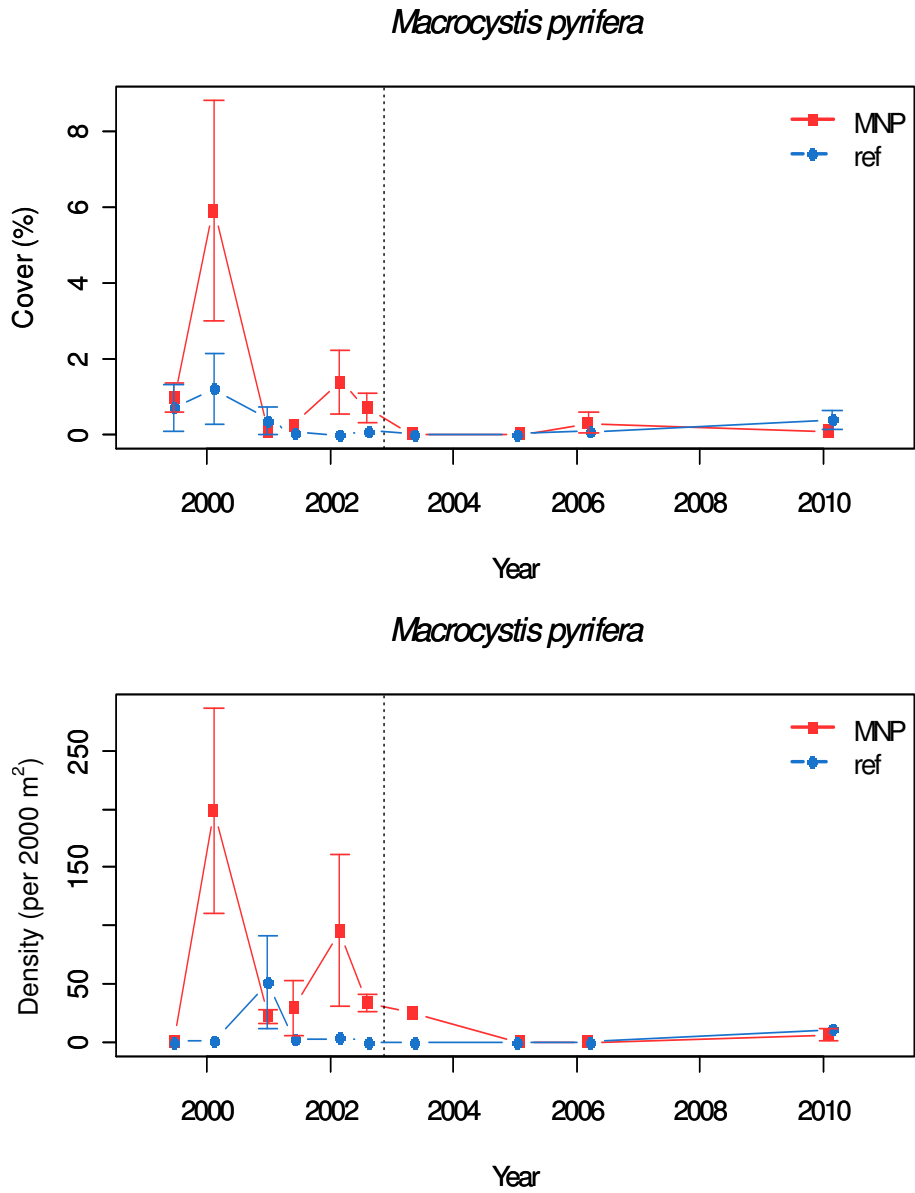 Macrocystis pyrifera
MNP
ref
Cover (%)
8
6
4
2
0
2000 2002 2004 2006 2008 2010
Year
Macrocystis pyrifera
MNP
ref
Density (per 2000 m²)
250
150
50
0
2000 2002 2004 2006 2008 2010
Year